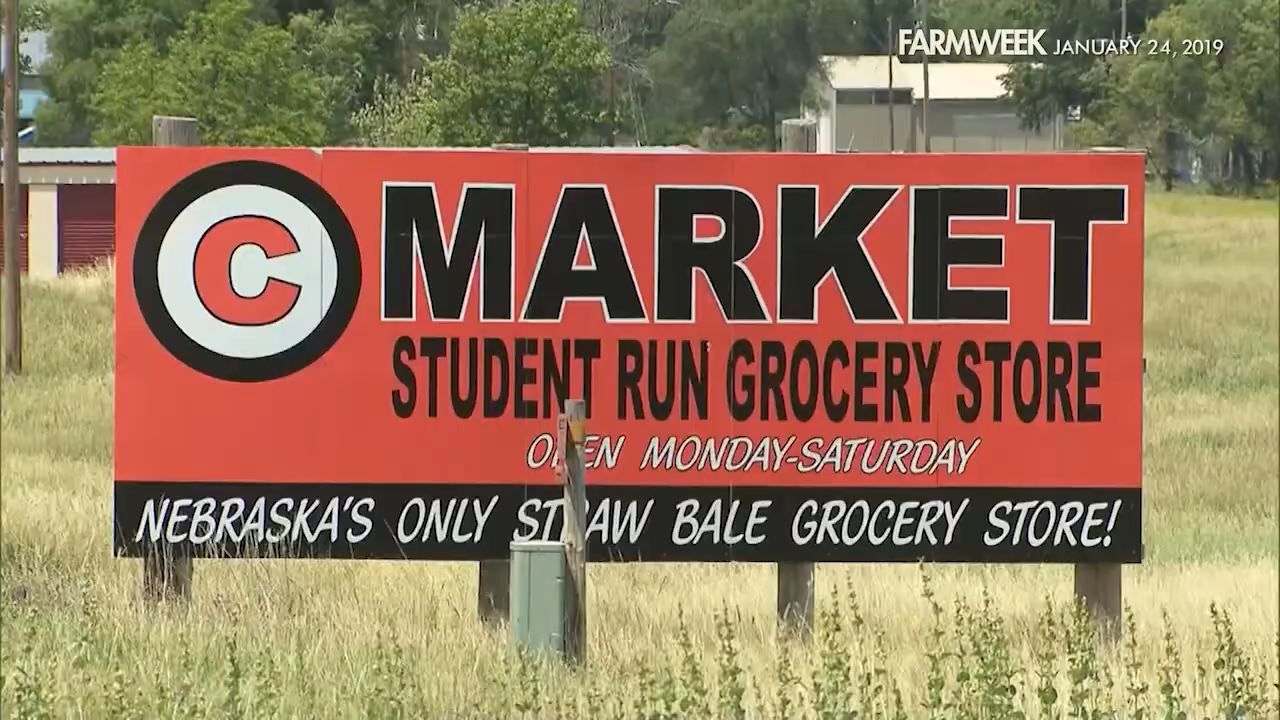 FARMWEEK JANUARY 24, 2019
C MARKET
STUDENT RUN GROCERY STORE
OPEN MONDAY-SATURDAY
NEBRASKA'S ONLY STRAW BALE GROCERY STORE!